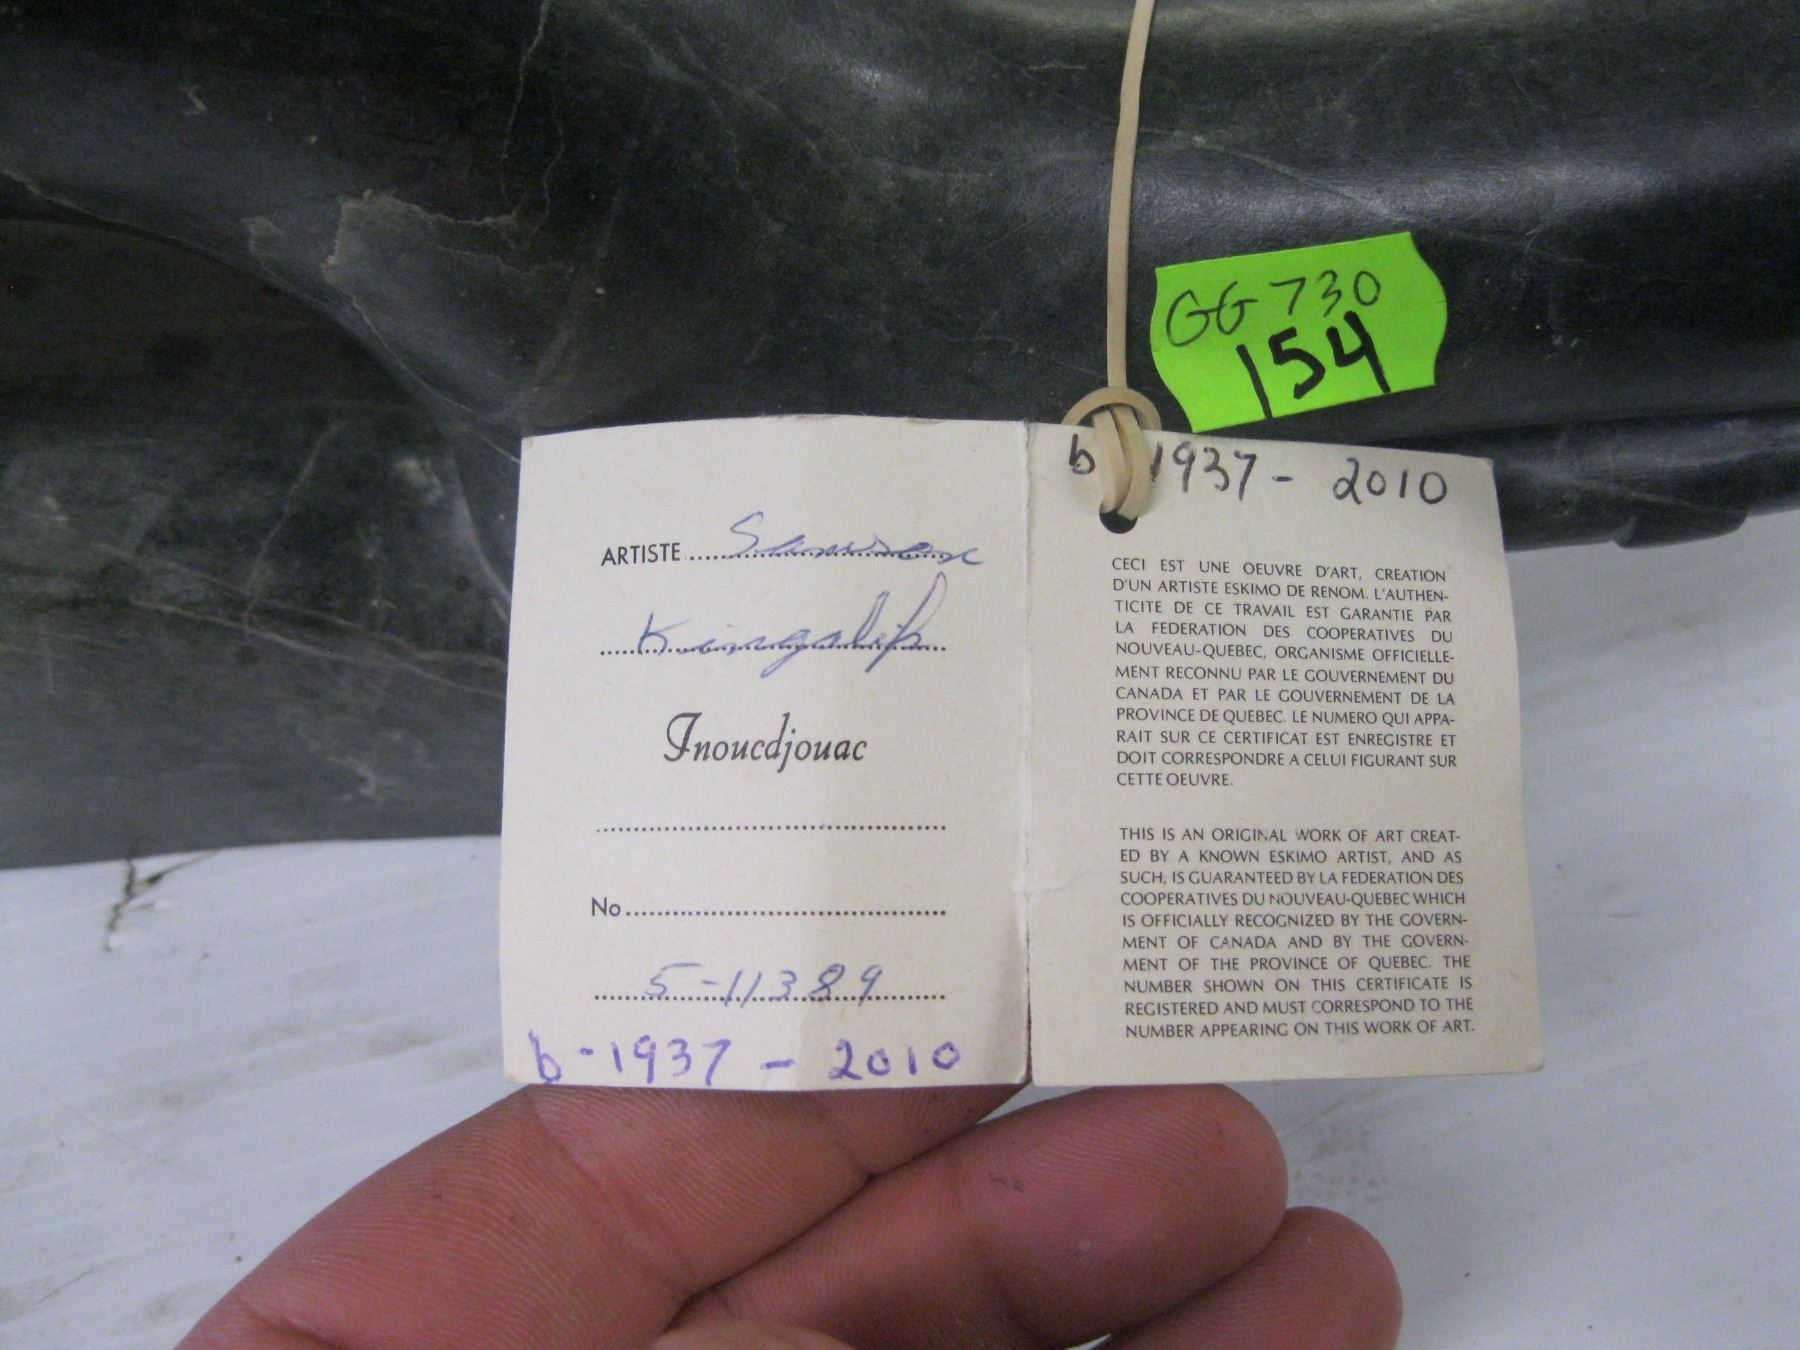 GG 730
154
ARTISTE Samson
Kingalik
Inoucdjouac
No
5-11389
b-1937 - 2010
b 1937 - 2010
CECI EST UNE OEUVRE D'ART, CREATION
D'UN ARTISTE ESKIMO DE RENOM. L'AUTHEN-
TICITE DE CE TRAVAIL EST GARANTIE PAR
LA FEDERATION DES COOPERATIVES DU
NOUVEAU-QUEBEC, ORGANISME OFFICIELLE-
MENT RECONNU PAR LE GOUVERNEMENT DU
CANADA ET PAR LE GOUVERNEMENT DE LA
PROVINCE DE QUEBEC. LE NUMERO QUI APPA-
RAIT SUR CE CERTIFICAT EST ENREGISTRE ET
DOIT CORRESPONDRE A CELUI FIGURANT SUR
CETTE OEUVRE.
THIS IS AN ORIGINAL WORK OF ART CREAT-
ED BY A KNOWN ESKIMO ARTIST, AND AS
SUCH, IS GUARANTEED BY LA FEDERATION DES
COOPERATIVES DU NOUVEAU-QUEBEC WHICH
IS OFFICIALLY RECOGNIZED BY THE GOVERN-
MENT OF CANADA AND BY THE GOVERN-
MENT OF THE PROVINCE OF QUEBEC. THE
NUMBER SHOWN ON THIS CERTIFICATE IS
REGISTERED AND MUST CORRESPOND TO THE
NUMBER APPEARING ON THIS WORK OF ART.